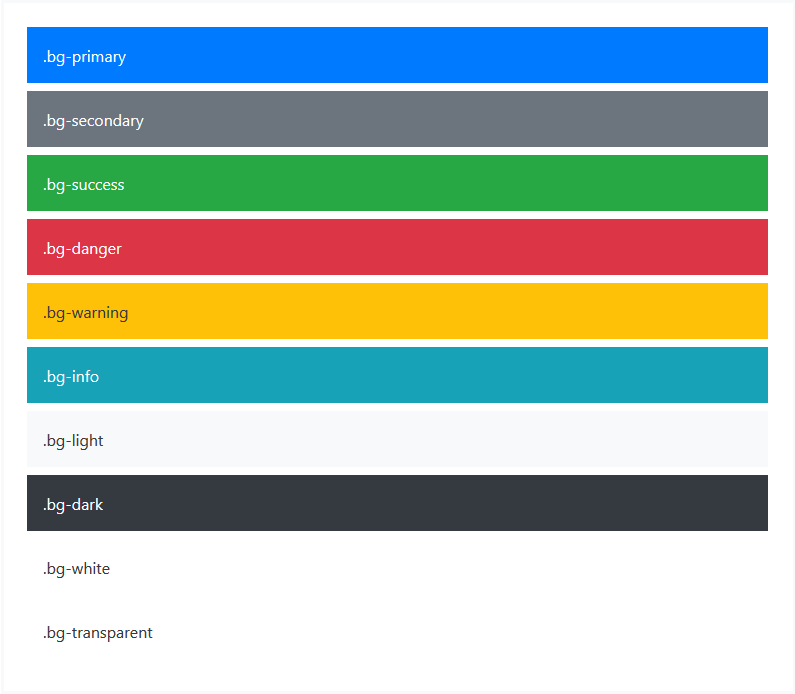 .bg-primary
.bg-secondary
.bg-success
.bg-danger
.bg-warning
.bg-info
.bg-light
.bg-dark
.bg-white
.bg-transparent